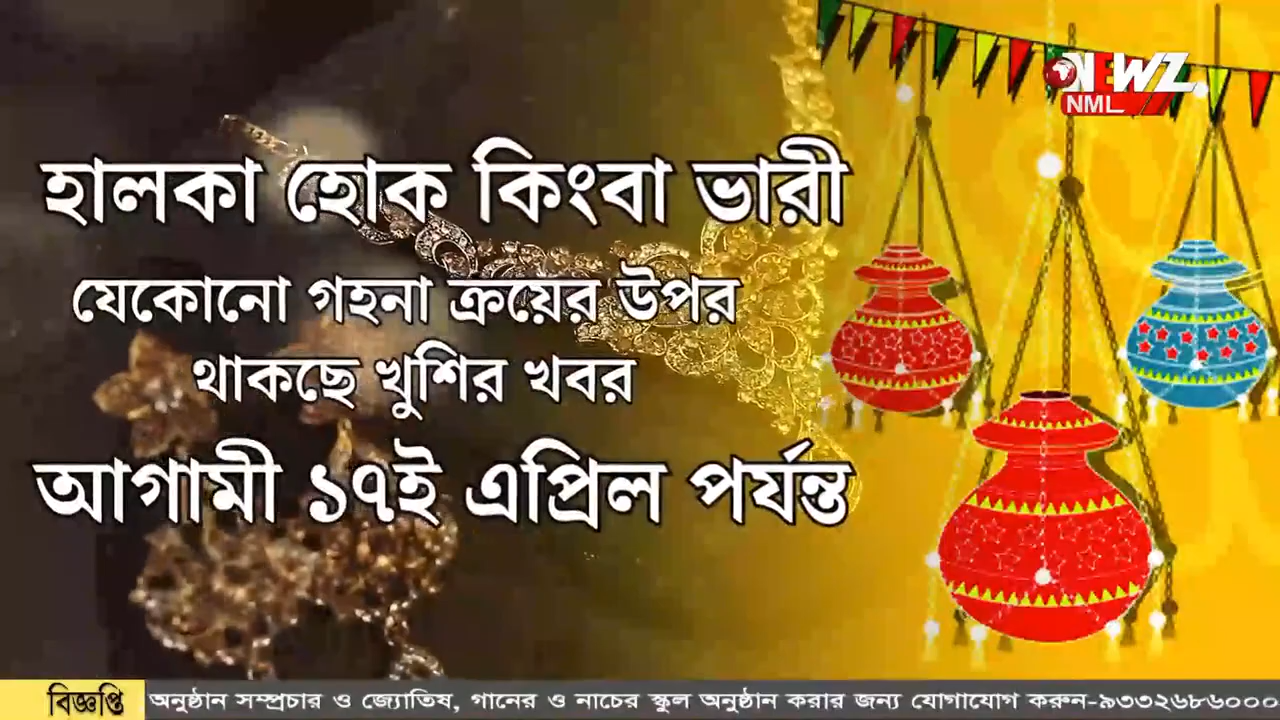 NEWZ
NML
হালকা হোক কিংবা ভারী
যেকোনো গহনা ক্রয়ের উপর
থাকছে খুশির খবর
আগামী ১৭ই এপ্রিল পর্যন্ত
বিজ্ঞপ্তি অনুষ্ঠান সম্প্রচার ও জ্যোতিষ, গানের ও নাচের স্কুল অনুষ্ঠান করার জন্য যোগাযোগ করুন-৯৩৩২৬৮৬০০০